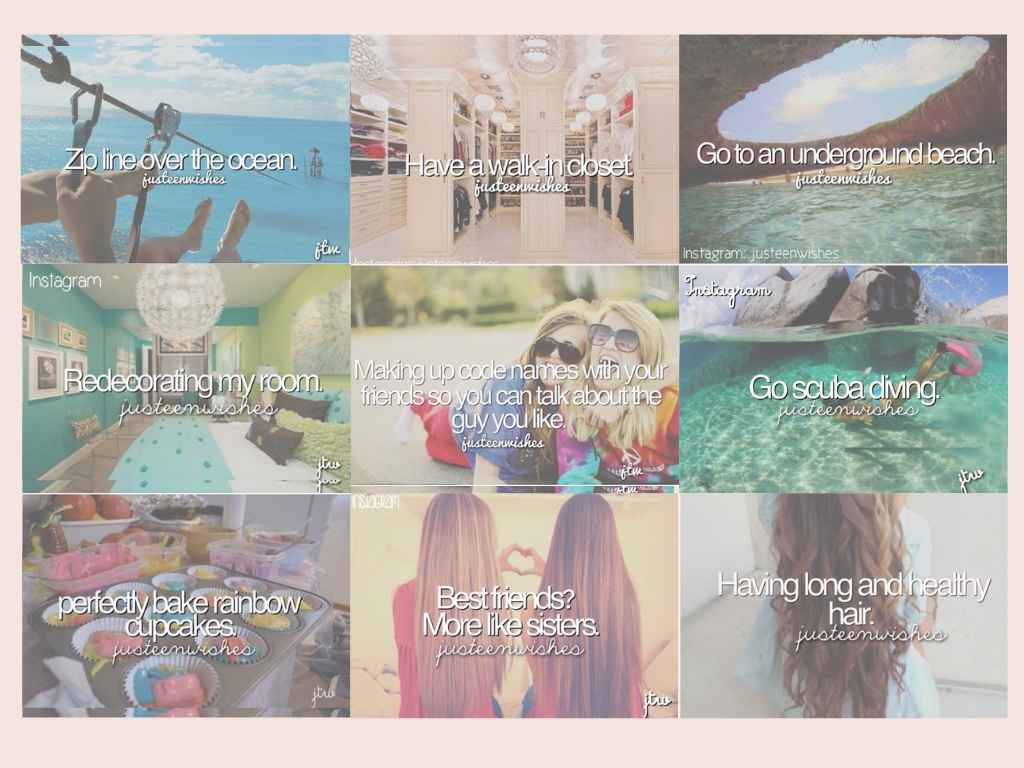 Zip line over the ocean.
justeenwishes
jtw
Have a walk-in closet.
justeenwishes
Instagram: justeenwishes
Go to an underground beach.
justeenwishes
Instagram: justeenwishes
Instagram
Redecorating my room.
justeenwishes
jtw
jtw
Making up code names with your
friends so you can talk about the
guy you like.
justeenwishes
jtw
jtw
Instagram
Go scuba diving.
justeenwishes
jtw
perfectly bake rainbow
cupcakes.
justeenwishes
jtw
INSTAGRAM
Best friends?
More like sisters.
justeenwishes
jtw
Having long and healthy
hair.
justeenwishes